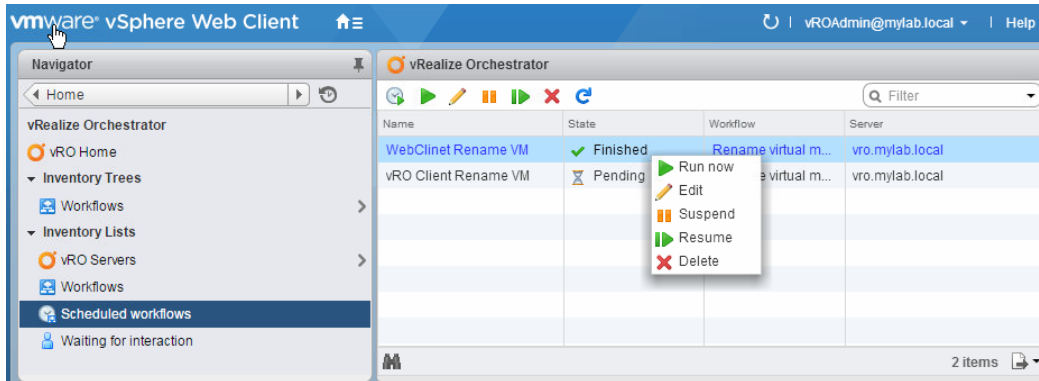 vmware® vSphere Web Client
vROAdmin@mylab.local
Help
Navigator
Home
vRealize Orchestrator
vRO Home
Inventory Trees
Workflows
Inventory Lists
vRO Servers
Workflows
Scheduled workflows
Waiting for interaction
vRealize Orchestrator
Filter
Name State Workflow Server
WebClinet Rename VM Finished Rename virtual m... vro.mylab.local
vRO Client Rename VM Pending e virtual m... vro.mylab.local
Run now
Edit
Suspend
Resume
Delete
2 items